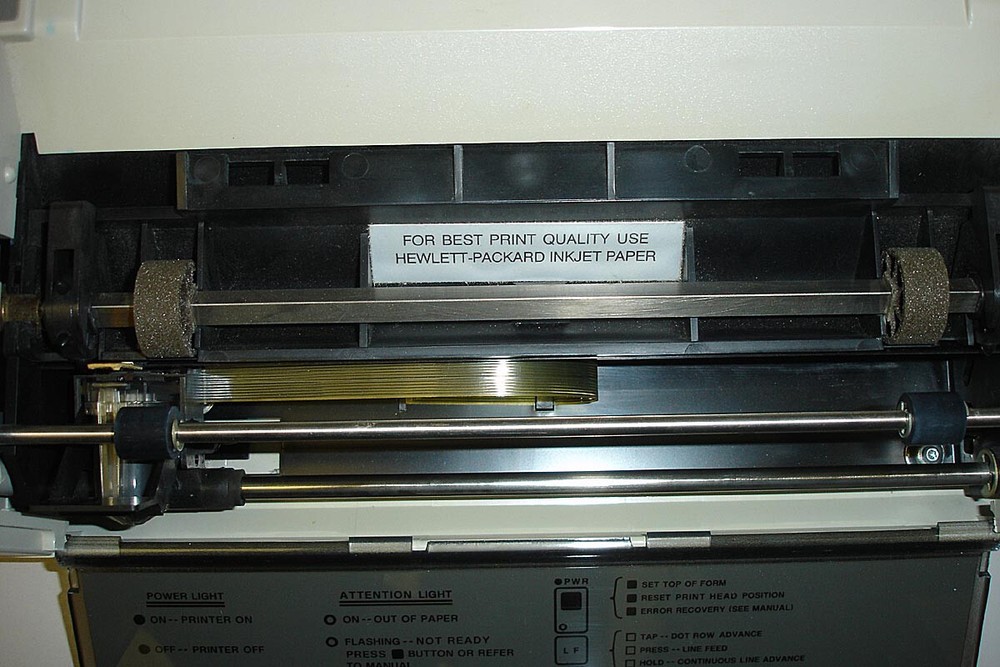 FOR BEST PRINT QUALITY USE
HEWLETT-PACKARD INKJET PAPER
POWER LIGHT
ON -- PRINTER ON
OFF -- PRINTER OFF
ATTENTION LIGHT
ON -- OUT OF PAPER
FLASHING -- NOT READY
PRESS BUTTON OR REFER
TO MANUAL
PWR
LF
SET TOP OF FORM
RESET PRINT HEAD POSITION
ERROR RECOVERY (SEE MANUAL)
TAP -- DOT ROW ADVANCE
PRESS -- LINE FEED
HOLD -- CONTINUOUS LINE ADVANCE